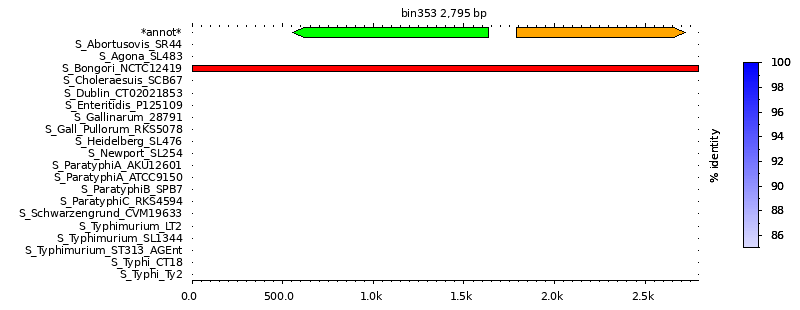 bin353 2,795 bp
*annot*
S_Abortusovis_SR44
S_Agona_SL483
S_Bongori_NCTC12419
S_Choleraesuis_SCB67
S_Dublin_CT02021853
S_Enteritidis_P125109
S_Gallinarum_28791
S_Gall_Pullorum_RKS5078
S_Heidelberg_SL476
S_Newport_SL254
S_ParatyphiA_AKU12601
S_ParatyphiA_ATCC9150
S_ParatyphiB_SPB7
S_ParatyphiC_RKS4594
S_Schwarzengrund_CVM19633
S_Typhimurium_LT2
S_Typhimurium_SL1344
S_Typhimurium_ST313_AGEnt
S_Typhi_CT18
S_Typhi_Ty2
0.0 500.0 1.0k 1.5k 2.0k 2.5k
% identity
100
98
96
94
92
90
88
86